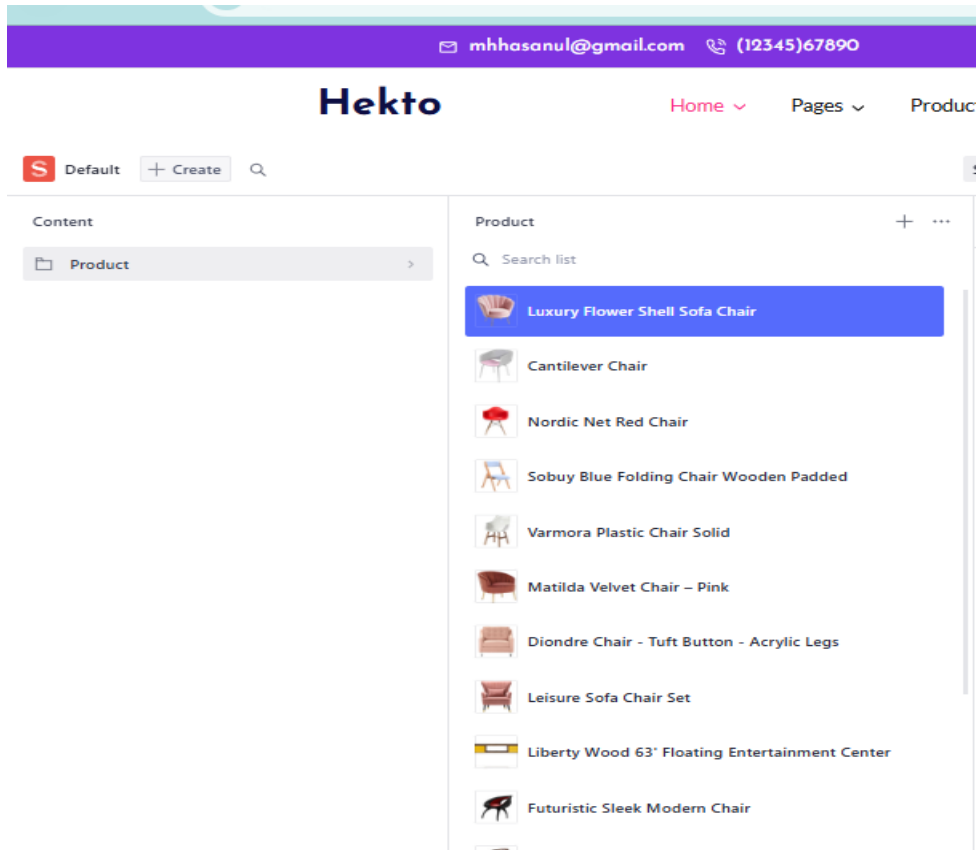 mhhasanul@gmail.com (12345)67890
Hekto Home Pages
S Default + Create
Content
Product
Product
Search list
Luxury Flower Shell Sofa Chair
Cantilever Chair
Nordic Net Red Chair
Sobuy Blue Folding Chair Wooden Padded
Varmora Plastic Chair Solid
Matilda Velvet Chair – Pink
Diondre Chair - Tuft Button - Acrylic Legs
Leisure Sofa Chair Set
Liberty Wood 63" Floating Entertainment Center
Futuristic Sleek Modern Chair